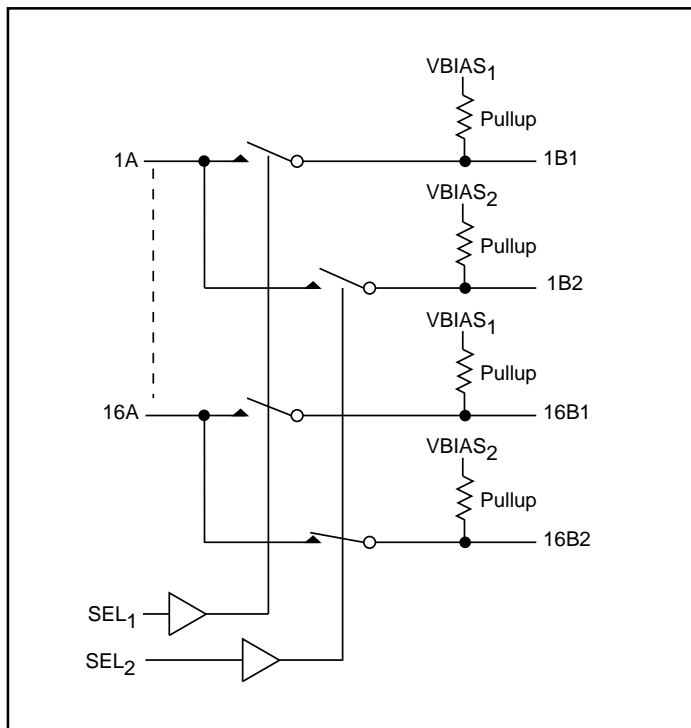 VBIAS1
Pullup
1A
1B1
VBIAS2
Pullup
1B2
VBIAS1
Pullup
16A
16B1
VBIAS2
Pullup
16B2
SEL1
SEL2